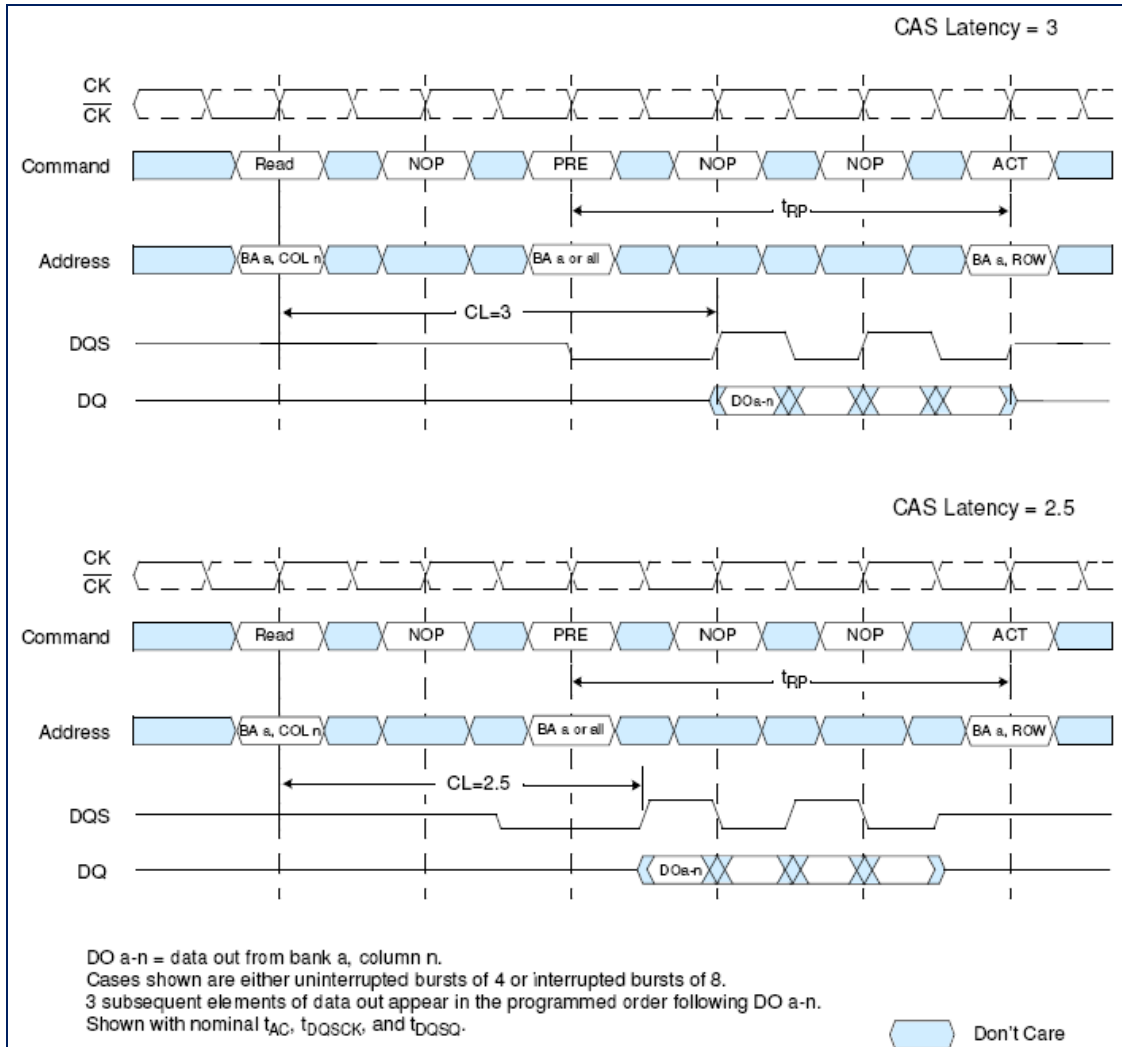 CAS Latency = 3
CK
CK
Command Read NOP PRE NOP NOP ACT
tRP
Address BA a, COL n BA a or all BA a, ROW
CL=3
DQS
DQ DOa-n
CAS Latency = 2.5
CK
CK
Command Read NOP PRE NOP NOP ACT
tRP
Address BA a, COL n BA a or all BA a, ROW
CL=2.5
DQS
DQ DOa-n
DO a-n = data out from bank a, column n.
Cases shown are either uninterrupted bursts of 4 or interrupted bursts of 8.
3 subsequent elements of data out appear in the programmed order following DO a-n.
Shown with nominal tAC, tDQSCK, and tDQSQ.
Don't Care